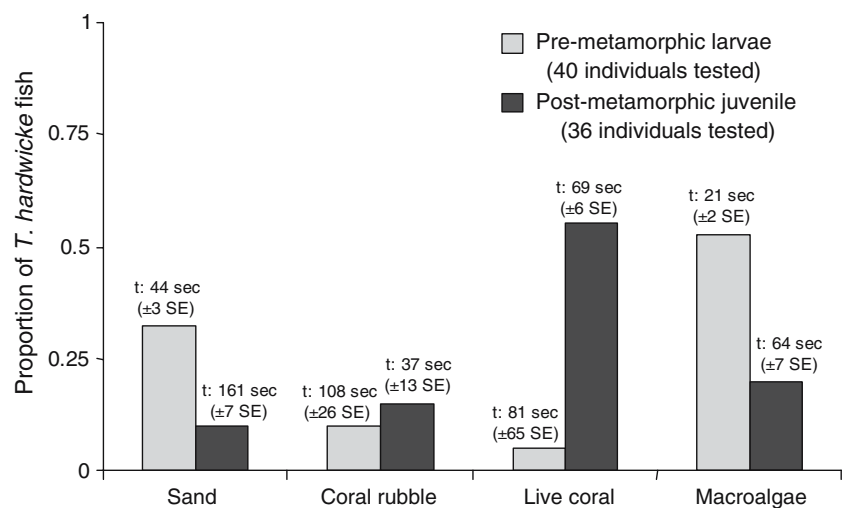 Proportion of T. hardwicke fish
1
0.75
0.5
0.25
0
Pre-metamorphic larvae
(40 individuals tested)
Post-metamorphic juvenile
(36 individuals tested)
t: 44 sec
(±3 SE)
t: 161 sec
(±7 SE)
t: 108 sec
(±26 SE)
t: 37 sec
(±13 SE)
t: 81 sec
(±65 SE)
t: 69 sec
(±6 SE)
t: 21 sec
(±2 SE)
t: 64 sec
(±7 SE)
Sand
Coral rubble
Live coral
Macroalgae